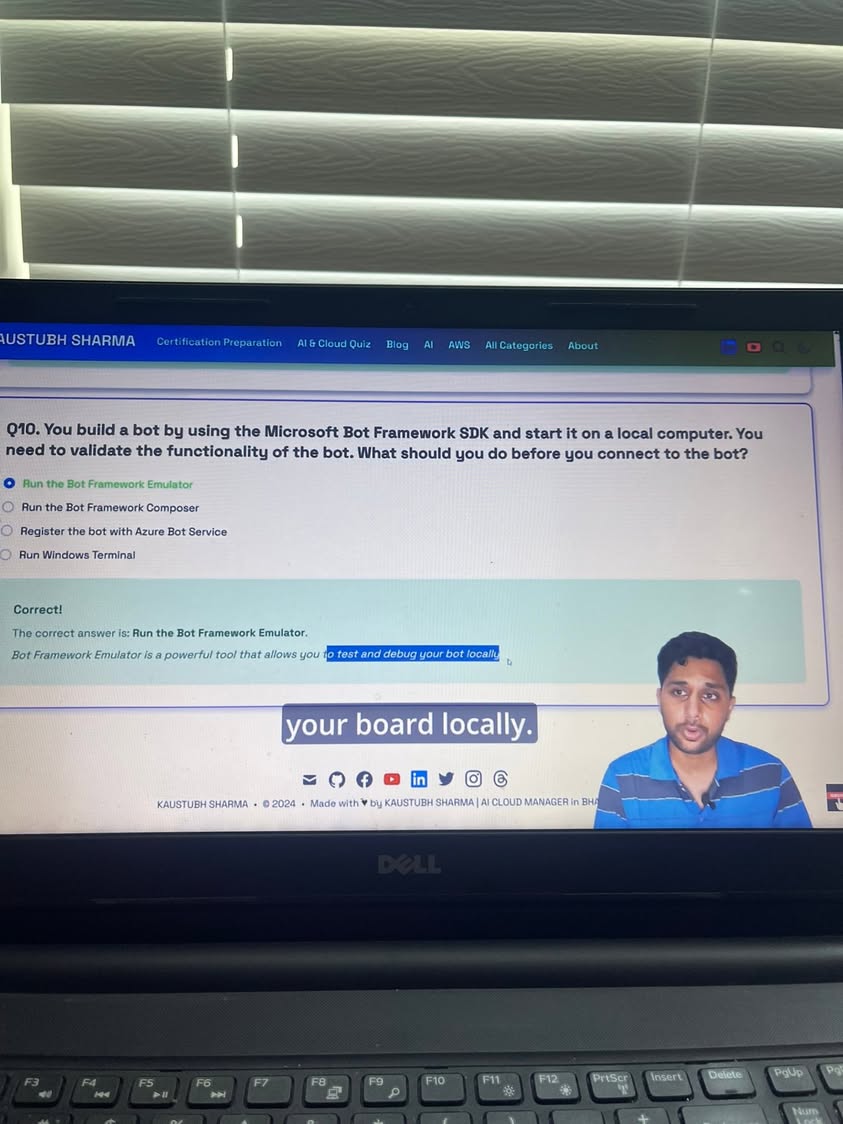 AUSTUBH SHARMA Certification Preparation AI & Cloud Quiz Blog AI AWS All Categories About
Q10. You build a bot by using the Microsoft Bot Framework SDK and start it on a local computer. You
need to validate the functionality of the bot. What should you do before you connect to the bot?
Run the Bot Framework Emulator
Run the Bot Framework Composer
Register the bot with Azure Bot Service
Run Windows Terminal
Correct!
The correct answer is: Run the Bot Framework Emulator.
Bot Framework Emulator is a powerful tool that allows you to test and debug your bot locally
your board locally.
KAUSTUBH SHARMA • © 2024 • Made with ♥ by KAUSTUBH SHARMA | AI CLOUD MANAGER in BHA
DELL
F3 F4 F5 F6 F7 F8 F9 F10 F11 F12 PrtScr Insert Delete PgUp
Num